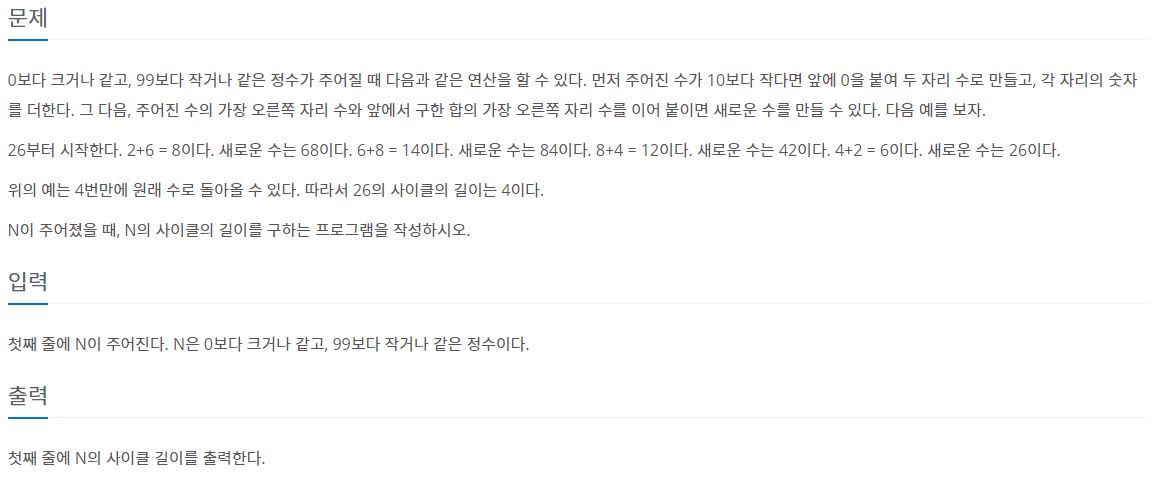 문제
0보다 크거나 같고, 99보다 작거나 같은 정수가 주어질 때 다음과 같은 연산을 할 수 있다. 먼저 주어진 수가 10보다 작다면 앞에 0을 붙여 두 자리 수로 만들고, 각 자리의 숫자
를 더한다. 그 다음, 주어진 수의 가장 오른쪽 자리 수와 앞에서 구한 합의 가장 오른쪽 자리 수를 이어 붙이면 새로운 수를 만들 수 있다. 다음 예를 보자.
26부터 시작한다. 2+6 = 8이다. 새로운 수는 68이다. 6+8 = 14이다. 새로운 수는 84이다. 8+4 = 12이다. 새로운 수는 42이다. 4+2 = 6이다. 새로운 수는 26이다.
위의 예는 4번만에 원래 수로 돌아올 수 있다. 따라서 26의 사이클의 길이는 4이다.
N이 주어졌을 때, N의 사이클의 길이를 구하는 프로그램을 작성하시오.
입력
첫째 줄에 N이 주어진다. N은 0보다 크거나 같고, 99보다 작거나 같은 정수이다.
출력
첫째 줄에 N의 사이클 길이를 출력한다.